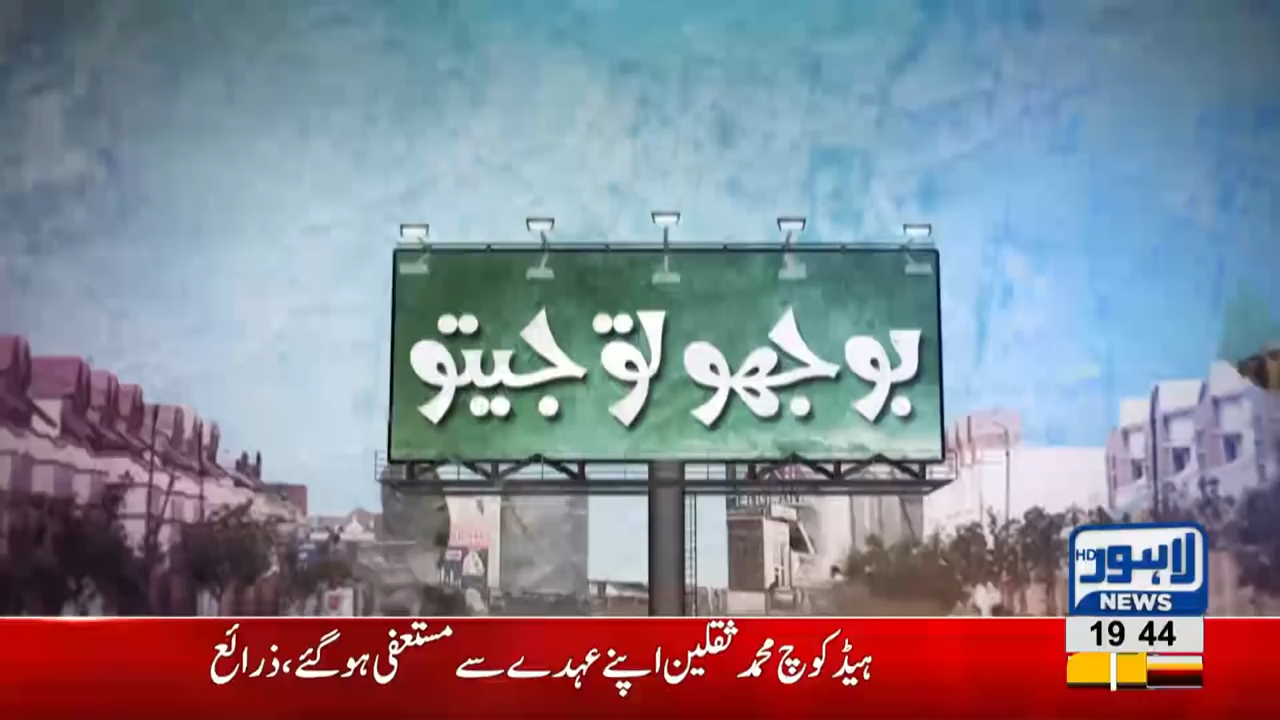 بوجھو تو جیتو
HD
لاہور
NEWS
19 44
ہیڈ کوچ محمد ثقلین اپنے عہدے سے مستعفی ہوگئے، ذرائع